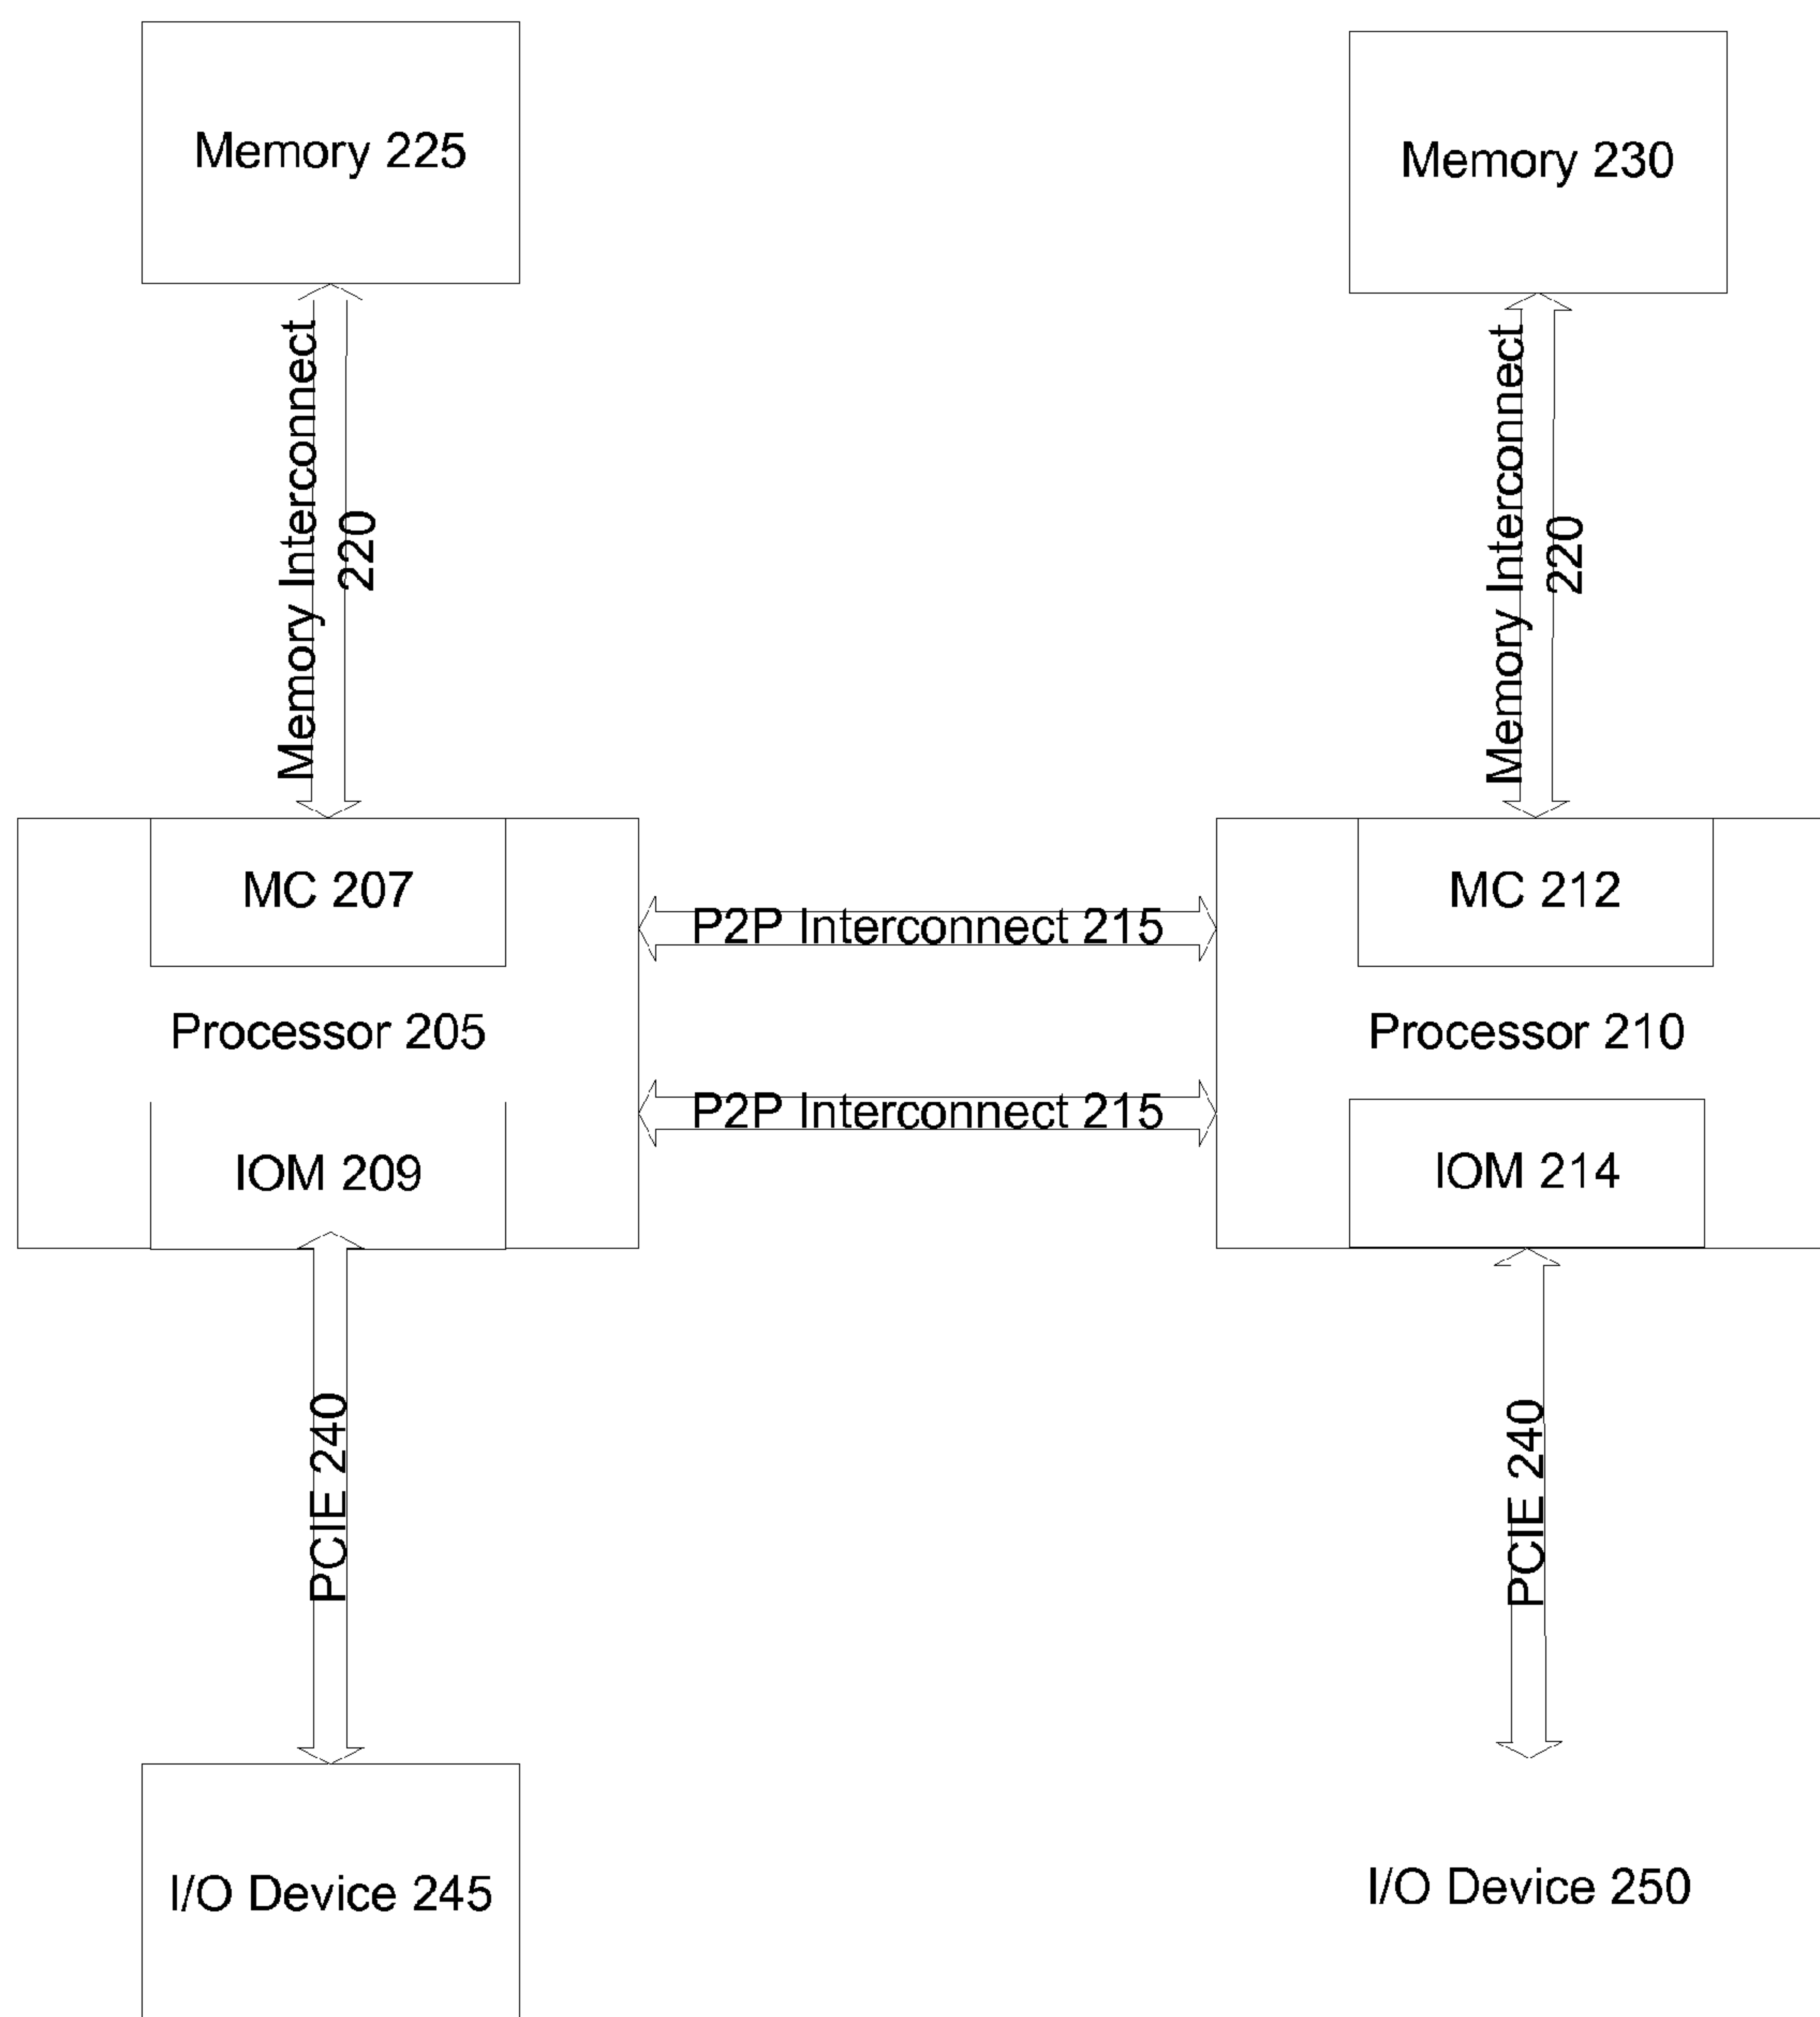 Memory 225
Memory 230
Memory Interconnect
220
Memory Interconnect
220
MC 207
MC 212
P2P Interconnect 215
Processor 205
Processor 210
P2P Interconnect 215
IOM 209
IOM 214
PCIE 240
PCIE 240
I/O Device 245
I/O Device 250